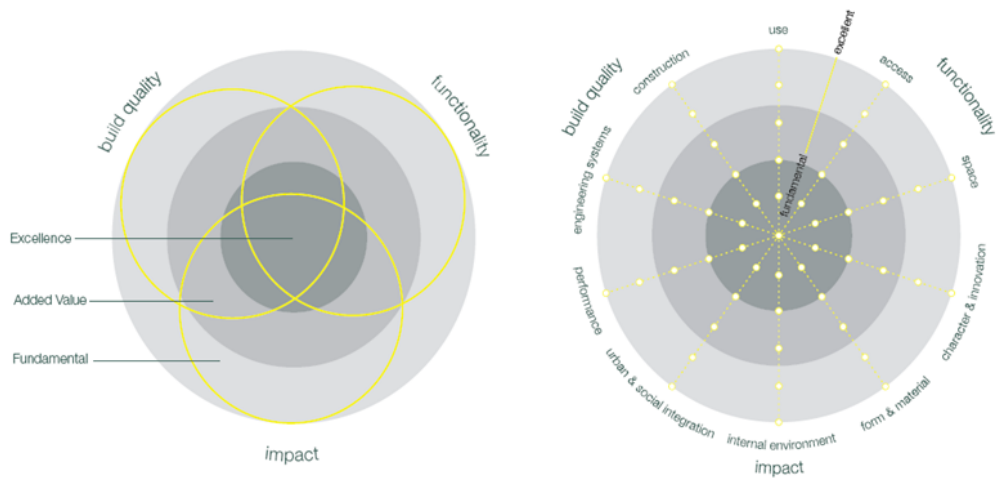 build quality
functionality
Excellence
Added Value
Fundamental
impact
use
excellent
access
functionality
space
character & innovation
form & material
internal environment
impact
urban & social integration
performance
engineering systems
build quality
construction
fundamental